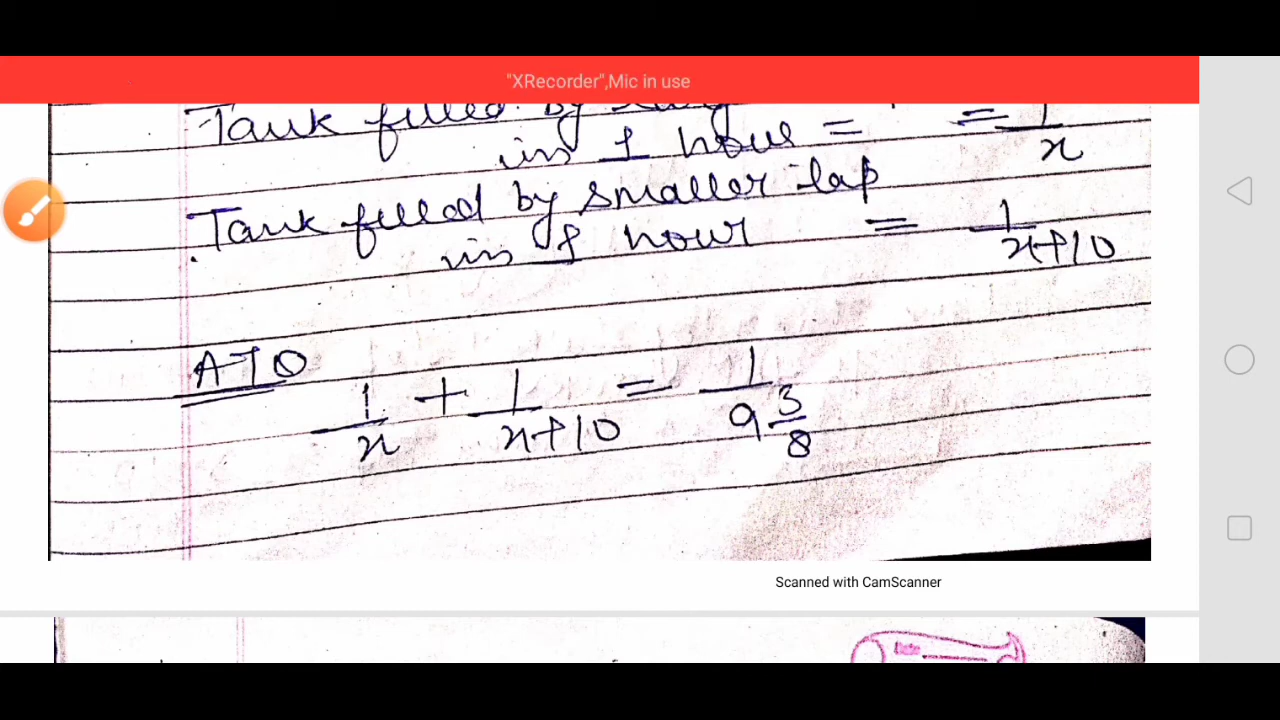 "XRecorder",Mic in use
Tank filled by
in 1 hour = = 1/x
Tank filled by smaller tap
in 1 hour = 1/x+10
ATQ
1/x + 1/x+10 = 1/9 3/8
Scanned with CamScanner